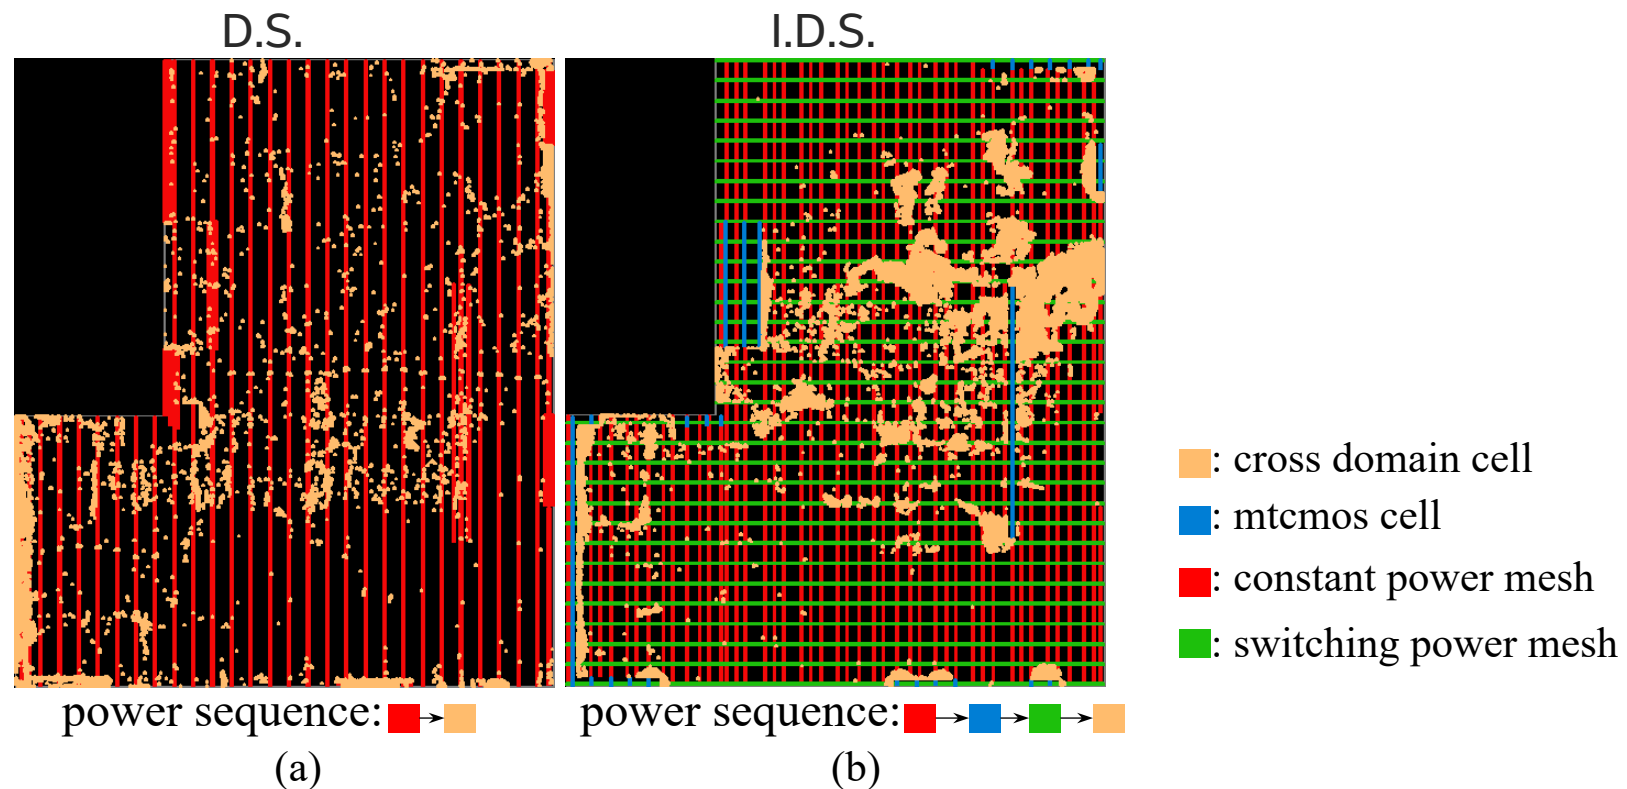 D.S.
I.D.S.
: cross domain cell
: mtcmos cell
: constant power mesh
: switching power mesh
power sequence:
power sequence:
(a)
(b)